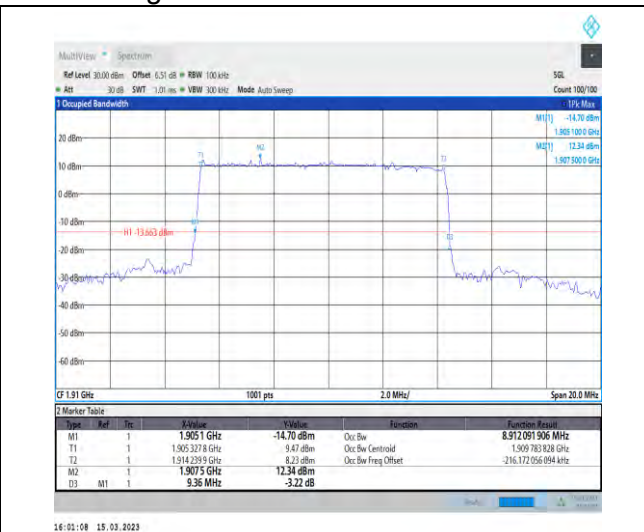 MultiView Spectrum
Ref Level 30.00 dBm Offset 6.51 dB RBW 100 kHz SGL
Att 30 dB SWT 1.01 ms VBW 300 kHz Mode Auto Sweep Count 100/100
1 Occupied Bandwidth 1Pk Max
M1[1] -14.70 dBm
1.905 100 0 GHz
M2[1] 12.34 dBm
1.907 500 0 GHz
20 dBm
M2
T1 T2
10 dBm
0 dBm
-10 dBm
H1 -13.663 dBm
-20 dBm
-30 dBm
-40 dBm
-50 dBm
-60 dBm
CF 1.91 GHz 1001 pts 2.0 MHz/ Span 20.0 MHz
2 Marker Table
Type Ref Trc X-Value Y-Value Function Function Result
M1 1 1.9051 GHz -14.70 dBm Occ Bw 8.912 091 906 MHz
T1 1 1.905 327 8 GHz 9.47 dBm Occ Bw Centroid 1.909 783 828 GHz
T2 1 1.914 239 9 GHz 8.23 dBm Occ Bw Freq Offset -216.172 056 094 kHz
M2 1 1.9075 GHz 12.34 dBm
D3 M1 1 9.36 MHz -3.22 dB
16:01:08 15.03.2023